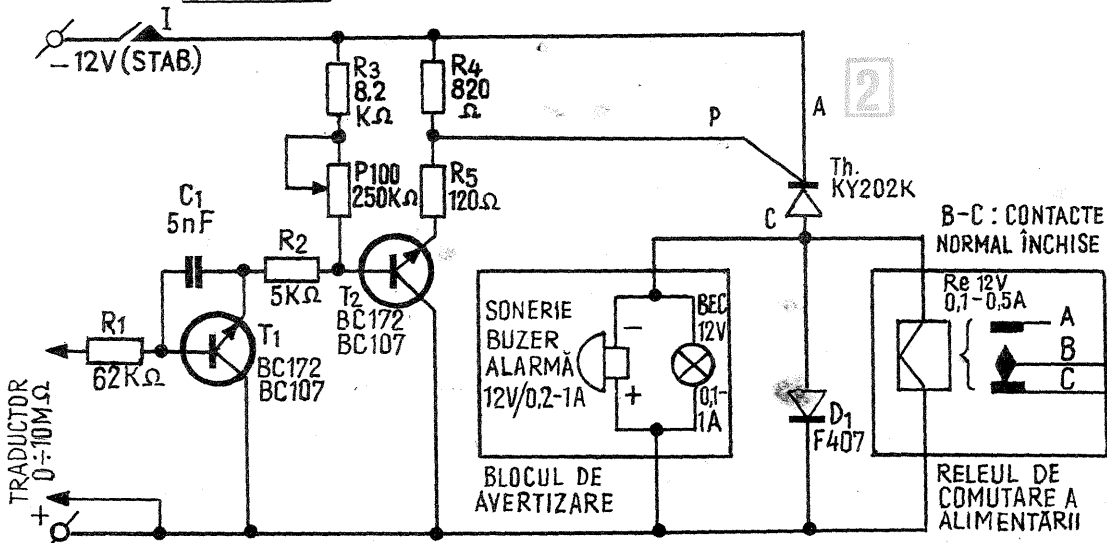 I
-12V (STAB.)
R3
8,2
KΩ
R4
820
Ω
2
P
A
Th.
KY202K
C
B-C : CONTACTE
NORMAL ÎNCHISE
C1
5nF
P100
250KΩ
R5
120Ω
R2
5KΩ
T2
BC172
BC107
R1
62KΩ
T1
BC172
BC107
TRADUCTOR
0÷10MΩ
+
SONERIE
BUZER
ALARMĂ
12V/0,2-1A
−
+
BEC
12V
0,1-
1A
D1
F407
Re 12V
0,1-0,5A
A
B
C
BLOCUL DE
AVERTIZARE
RELEUL DE
COMUTARE A
ALIMENTĂRII